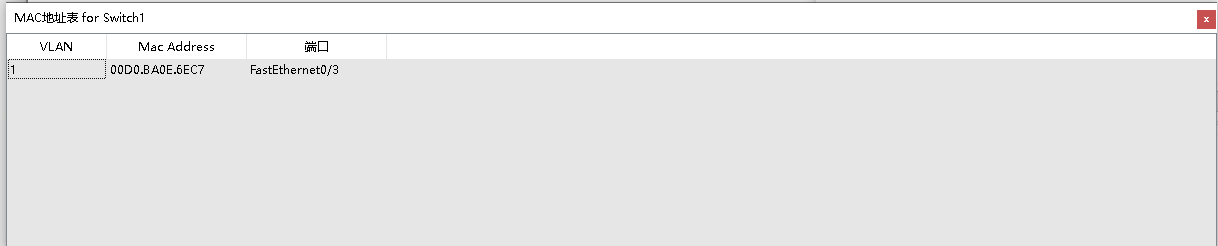 MAC地址表 for Switch1
VLAN Mac Address 端口
1 00D0.BA0E.6EC7 FastEthernet0/3